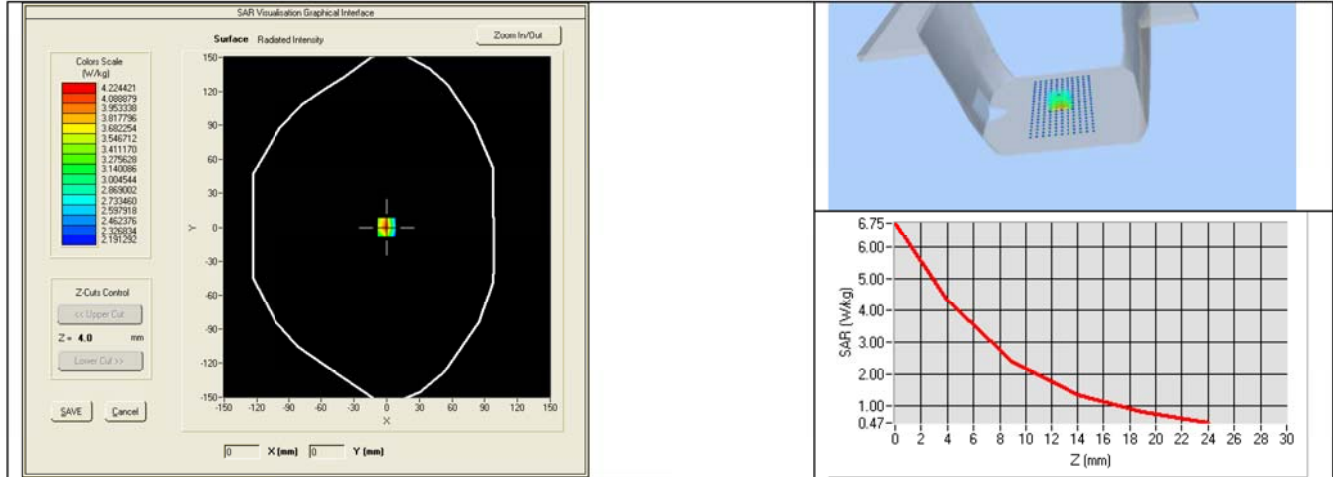 SAR Visualisation Graphical Interface
Surface Radiated Intensity
Zoom In/Out
Colors Scale
(W/kg)
4.224421
4.088879
3.953338
3.817796
3.682254
3.546712
3.411170
3.275628
3.140086
3.004544
2.869002
2.733460
2.597918
2.462376
2.326834
2.191292
Z-Cuts Control
<< Upper Cut
Z = 4.0 mm
Lower Cut >>
SAVE Cancel
Y
150
120
90
60
30
0
-30
-60
-90
-120
-150
-150 -120 -90 -60 -30 0 30 60 90 120 150
X
0 X (mm) 0 Y (mm)
SAR (W/kg)
6.75
6.00
5.00
4.00
3.00
2.00
1.00
0.47
0 2 4 6 8 10 12 14 16 18 20 22 24 26 28 30
Z (mm)